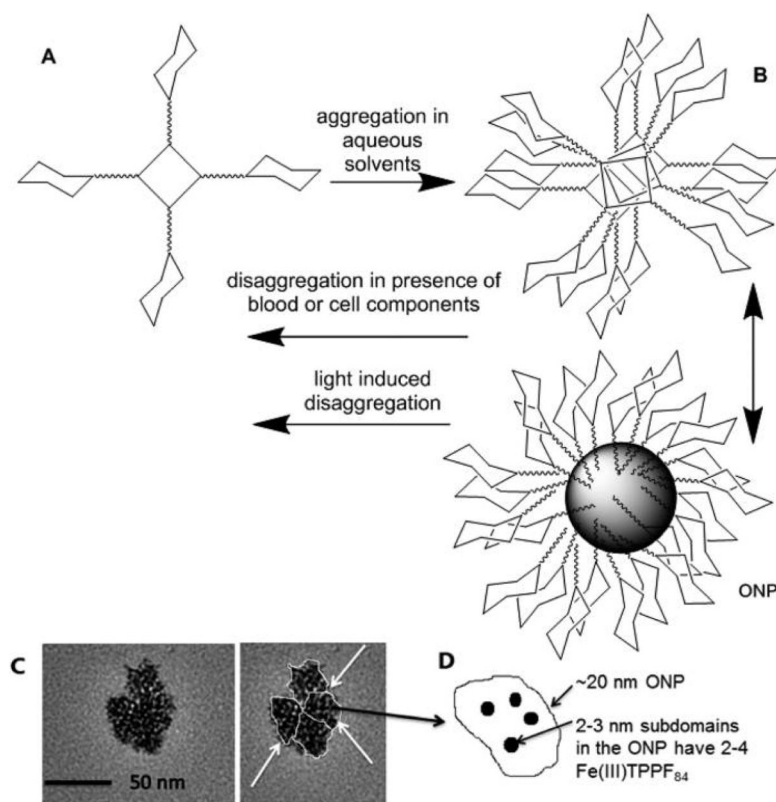 A
B
aggregation in
aqueous
solvents
disaggregation in presence of
blood or cell components
light induced
disaggregation
ONP
C
50 nm
D
~20 nm ONP
2-3 nm subdomains
in the ONP have 2-4
Fe(III)TPPF₈₄